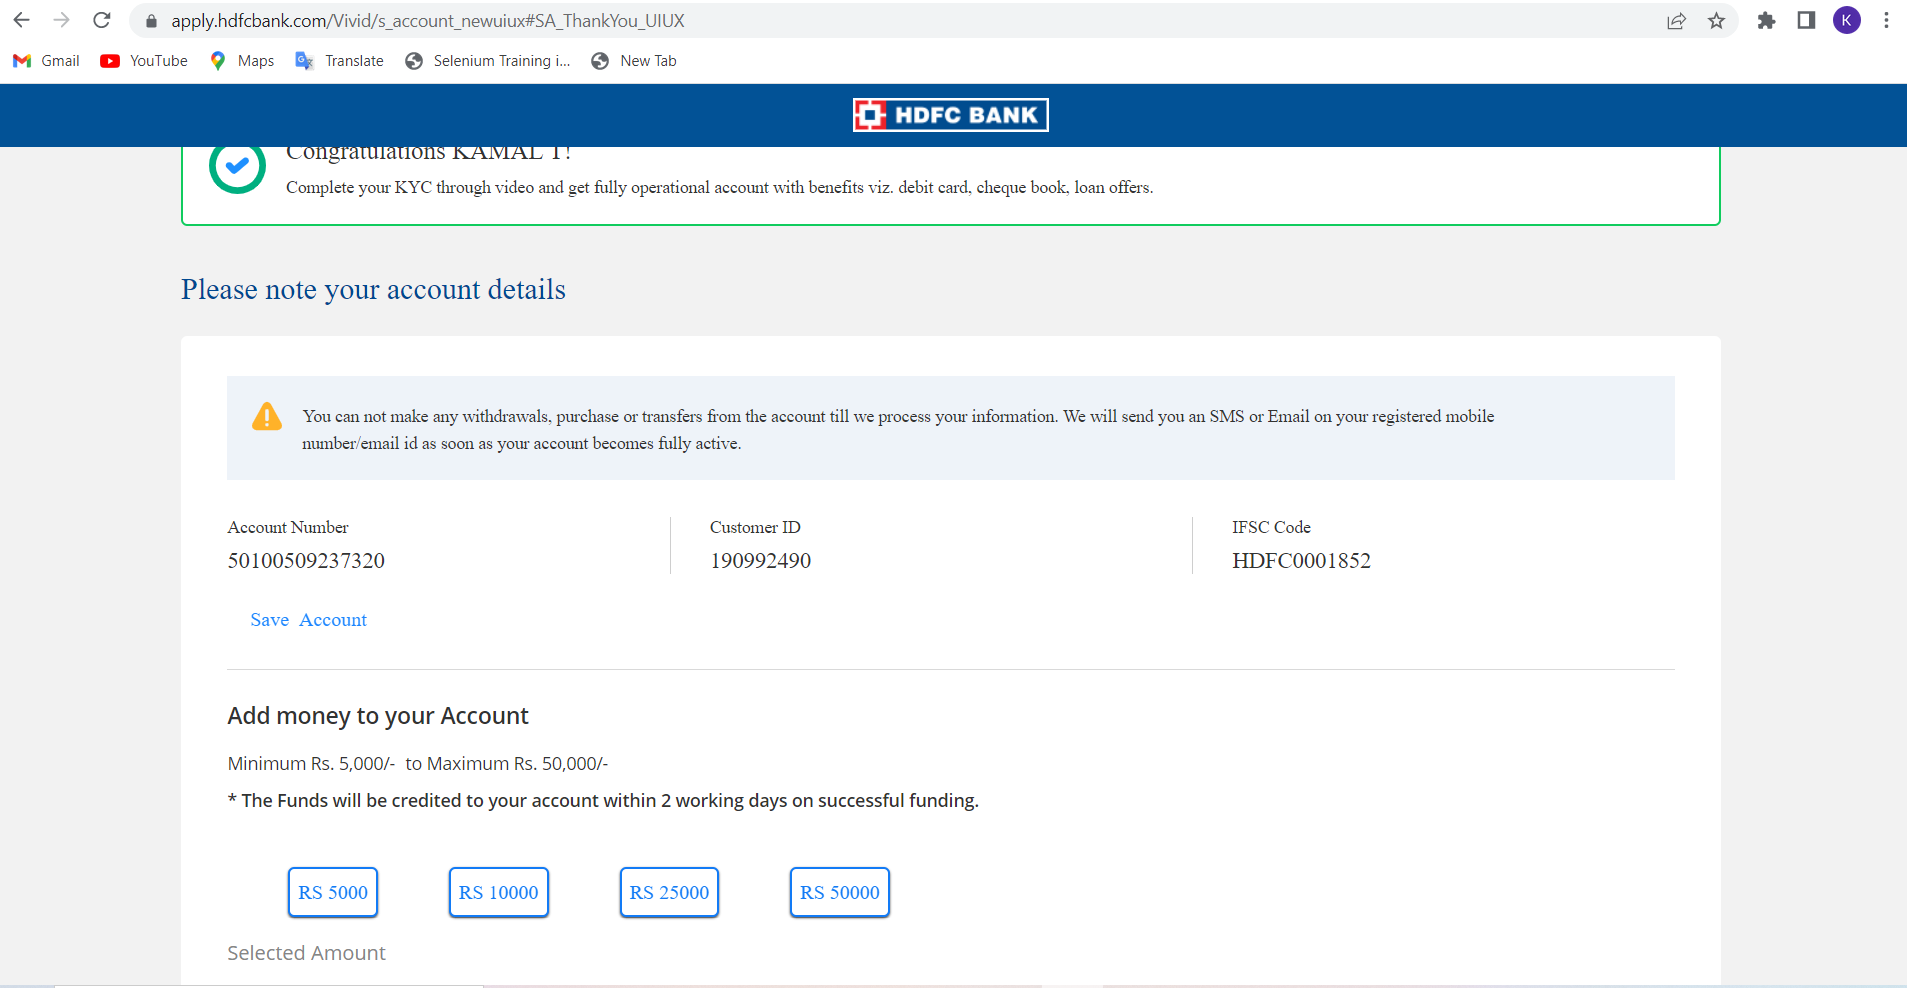 apply.hdfcbank.com/Vivid/s_account_newuiux#SA_ThankYou_UIUX
K
Gmail YouTube Maps Translate Selenium Training i... New Tab
HDFC BANK
Congratulations KAMAL T!
Complete your KYC through video and get fully operational account with benefits viz. debit card, cheque book, loan offers.
Please note your account details
You can not make any withdrawals, purchase or transfers from the account till we process your information. We will send you an SMS or Email on your registered mobile
number/email id as soon as your account becomes fully active.
Account Number Customer ID IFSC Code
50100509237320 190992490 HDFC0001852
Save Account
Add money to your Account
Minimum Rs. 5,000/- to Maximum Rs. 50,000/-
* The Funds will be credited to your account within 2 working days on successful funding.
RS 5000 RS 10000 RS 25000 RS 50000
Selected Amount